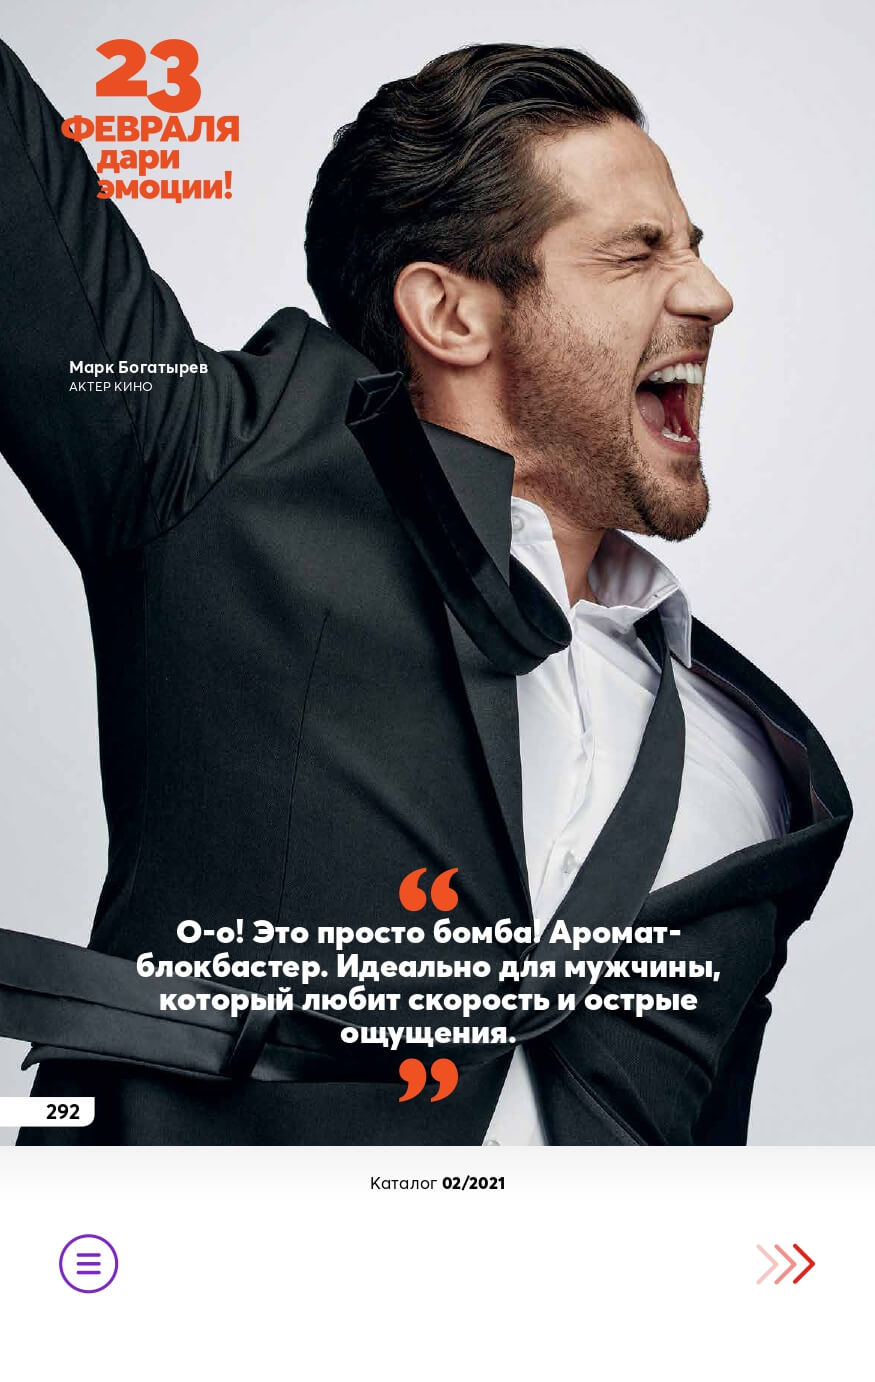 23
ФЕВРАЛЯ
дари
эмоции!
Марк Богатырев
АКТЕР КИНО
“
О-о! Это просто бомба! Аромат-
блокбастер. Идеально для мужчины,
который любит скорость и острые
ощущения.
”
292
Каталог 02/2021